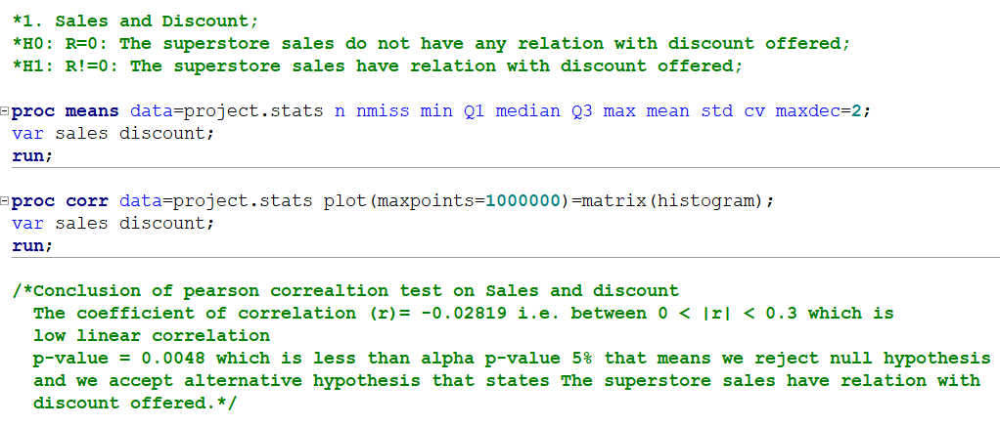 *1. Sales and Discount;
*H0: R=0: The superstore sales do not have any relation with discount offered;
*H1: R!=0: The superstore sales have relation with discount offered;
proc means data=project.stats n nmiss min Q1 median Q3 max mean std cv maxdec=2;
var sales discount;
run;
proc corr data=project.stats plot(maxpoints=1000000)=matrix(histogram);
var sales discount;
run;
/*Conclusion of pearson correaltion test on Sales and discount
The coefficient of correlation (r)= -0.02819 i.e. between 0 < |r| < 0.3 which is
low linear correlation
p-value = 0.0048 which is less than alpha p-value 5% that means we reject null hypothesis
and we accept alternative hypothesis that states The superstore sales have relation with
discount offered.*/